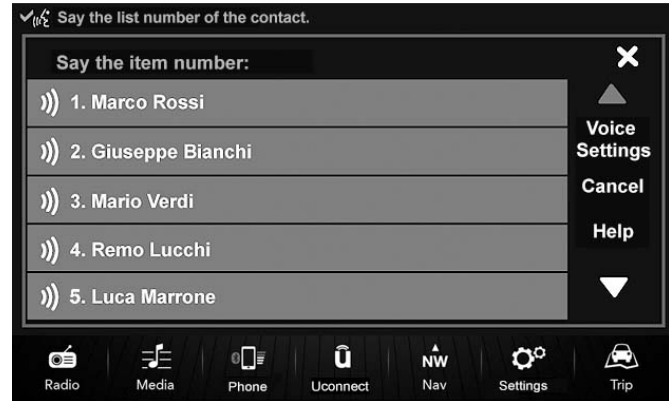 Say the list number of the contact.
Say the item number:
1. Marco Rossi
2. Giuseppe Bianchi
3. Mario Verdi
4. Remo Lucchi
5. Luca Marrone
Voice
Settings
Cancel
Help
NW
Radio Media Phone Uconnect Nav Settings Trip